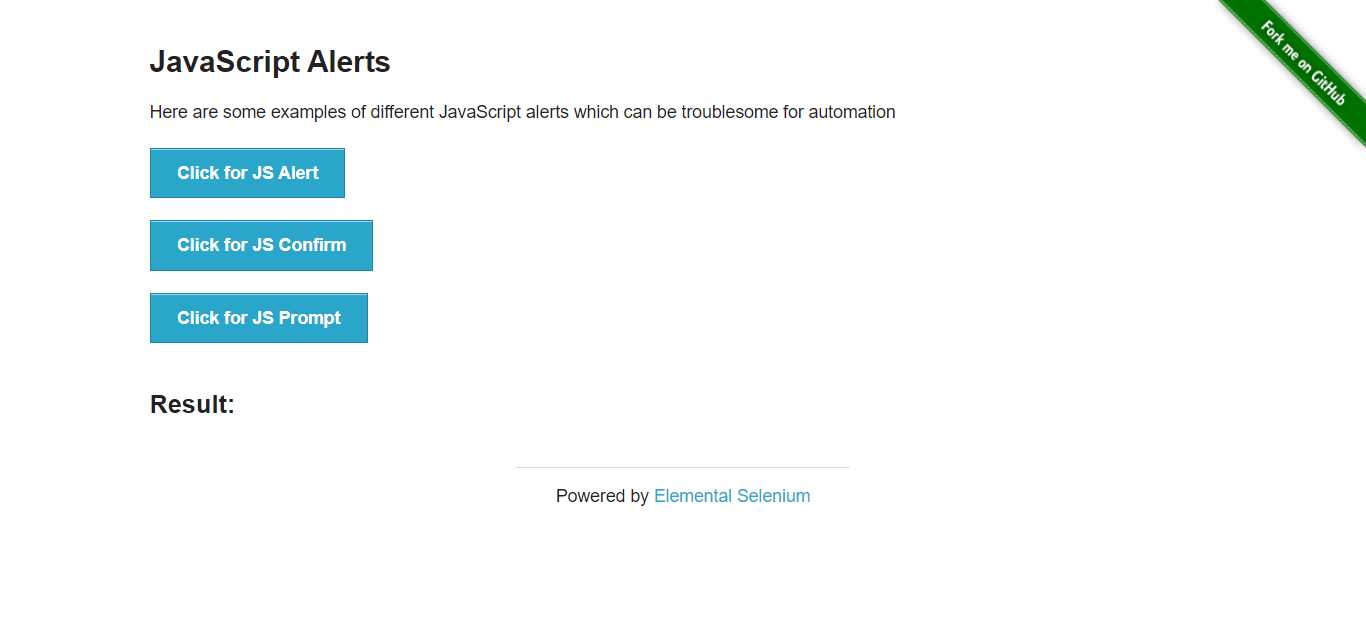 Fork me on GitHub
JavaScript Alerts
Here are some examples of different JavaScript alerts which can be troublesome for automation
Click for JS Alert
Click for JS Confirm
Click for JS Prompt
Result:
Powered by Elemental Selenium